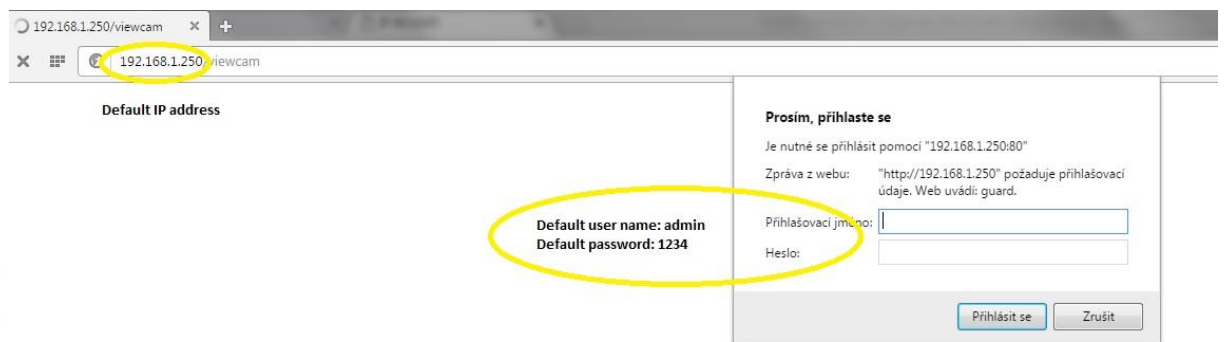 192.168.1.250/viewcam
192.168.1.250/viewcam
Default IP address
Prosím, přihlaste se
Je nutné se přihlásit pomocí "192.168.1.250:80"
Zpráva z webu: "http://192.168.1.250" požaduje přihlašovací
údaje. Web uvádí: guard.
Default user name: admin
Přihlašovací jméno:
Default password: 1234
Heslo:
Přihlásit se Zrušit